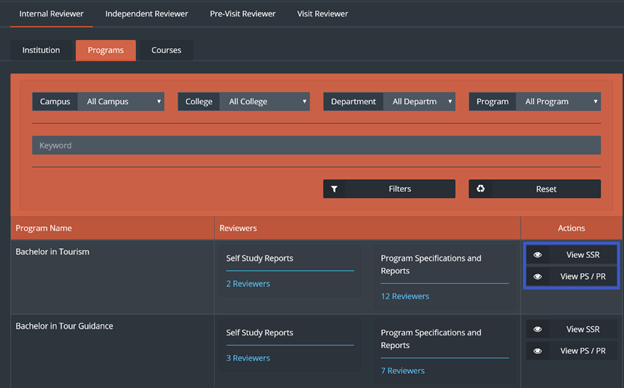 Internal Reviewer Independent Reviewer Pre-Visit Reviewer Visit Reviewer
Institution Programs Courses
Campus All Campus College All College Department All Departm Program All Program
Keyword
Filters Reset
Program Name Reviewers Actions
Bachelor in Tourism
Self Study Reports
2 Reviewers
Program Specifications and
Reports
12 Reviewers
View SSR
View PS / PR
Bachelor in Tour Guidance
Self Study Reports
3 Reviewers
Program Specifications and
Reports
7 Reviewers
View SSR
View PS / PR